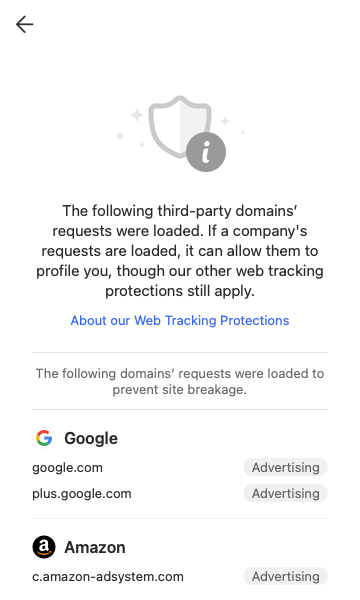 The following third-party domains’
requests were loaded. If a company's
requests are loaded, it can allow them to
profile you, though our other web tracking
protections still apply.
About our Web Tracking Protections
The following domains’ requests were loaded to
prevent site breakage.
Google
google.com Advertising
plus.google.com Advertising
Amazon
c.amazon-adsystem.com Advertising